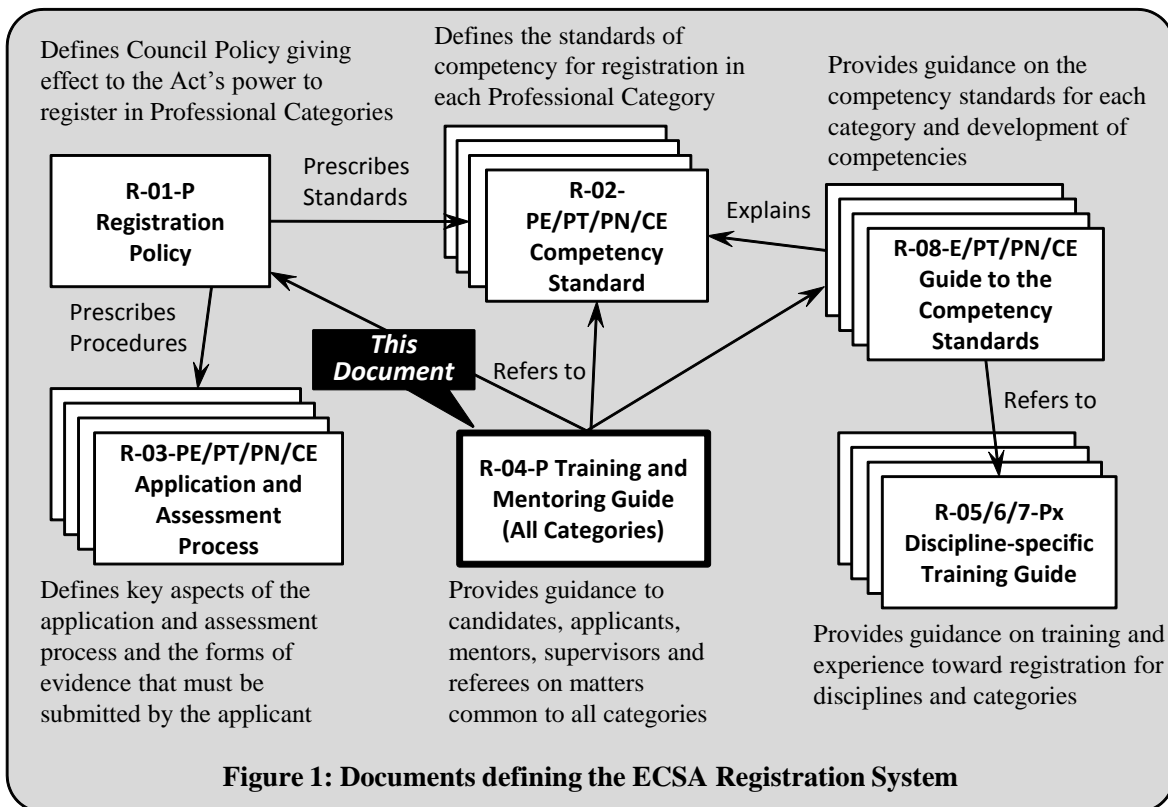 Defines Council Policy giving
effect to the Act's power to
register in Professional Categories
Defines the standards of
competency for registration in
each Professional Category
Provides guidance on the
competency standards for each
category and development of
competencies
R-01-P
Registration
Policy
Prescribes
Standards
R-02-
PE/PT/PN/CE
Competency
Standard
Explains
R-08-E/PT/PN/CE
Guide to the
Competency
Standards
Prescribes
Procedures
This
Document
Refers to
Refers to
R-03-PE/PT/PN/CE
Application and
Assessment
Process
R-04-P Training and
Mentoring Guide
(All Categories)
R-05/6/7-Px
Discipline-specific
Training Guide
Defines key aspects of the
application and assessment
process and the forms of
evidence that must be
submitted by the applicant
Provides guidance to
candidates, applicants,
mentors, supervisors and
referees on matters
common to all categories
Provides guidance on training and
experience toward registration for
disciplines and categories
Figure 1: Documents defining the ECSA Registration System